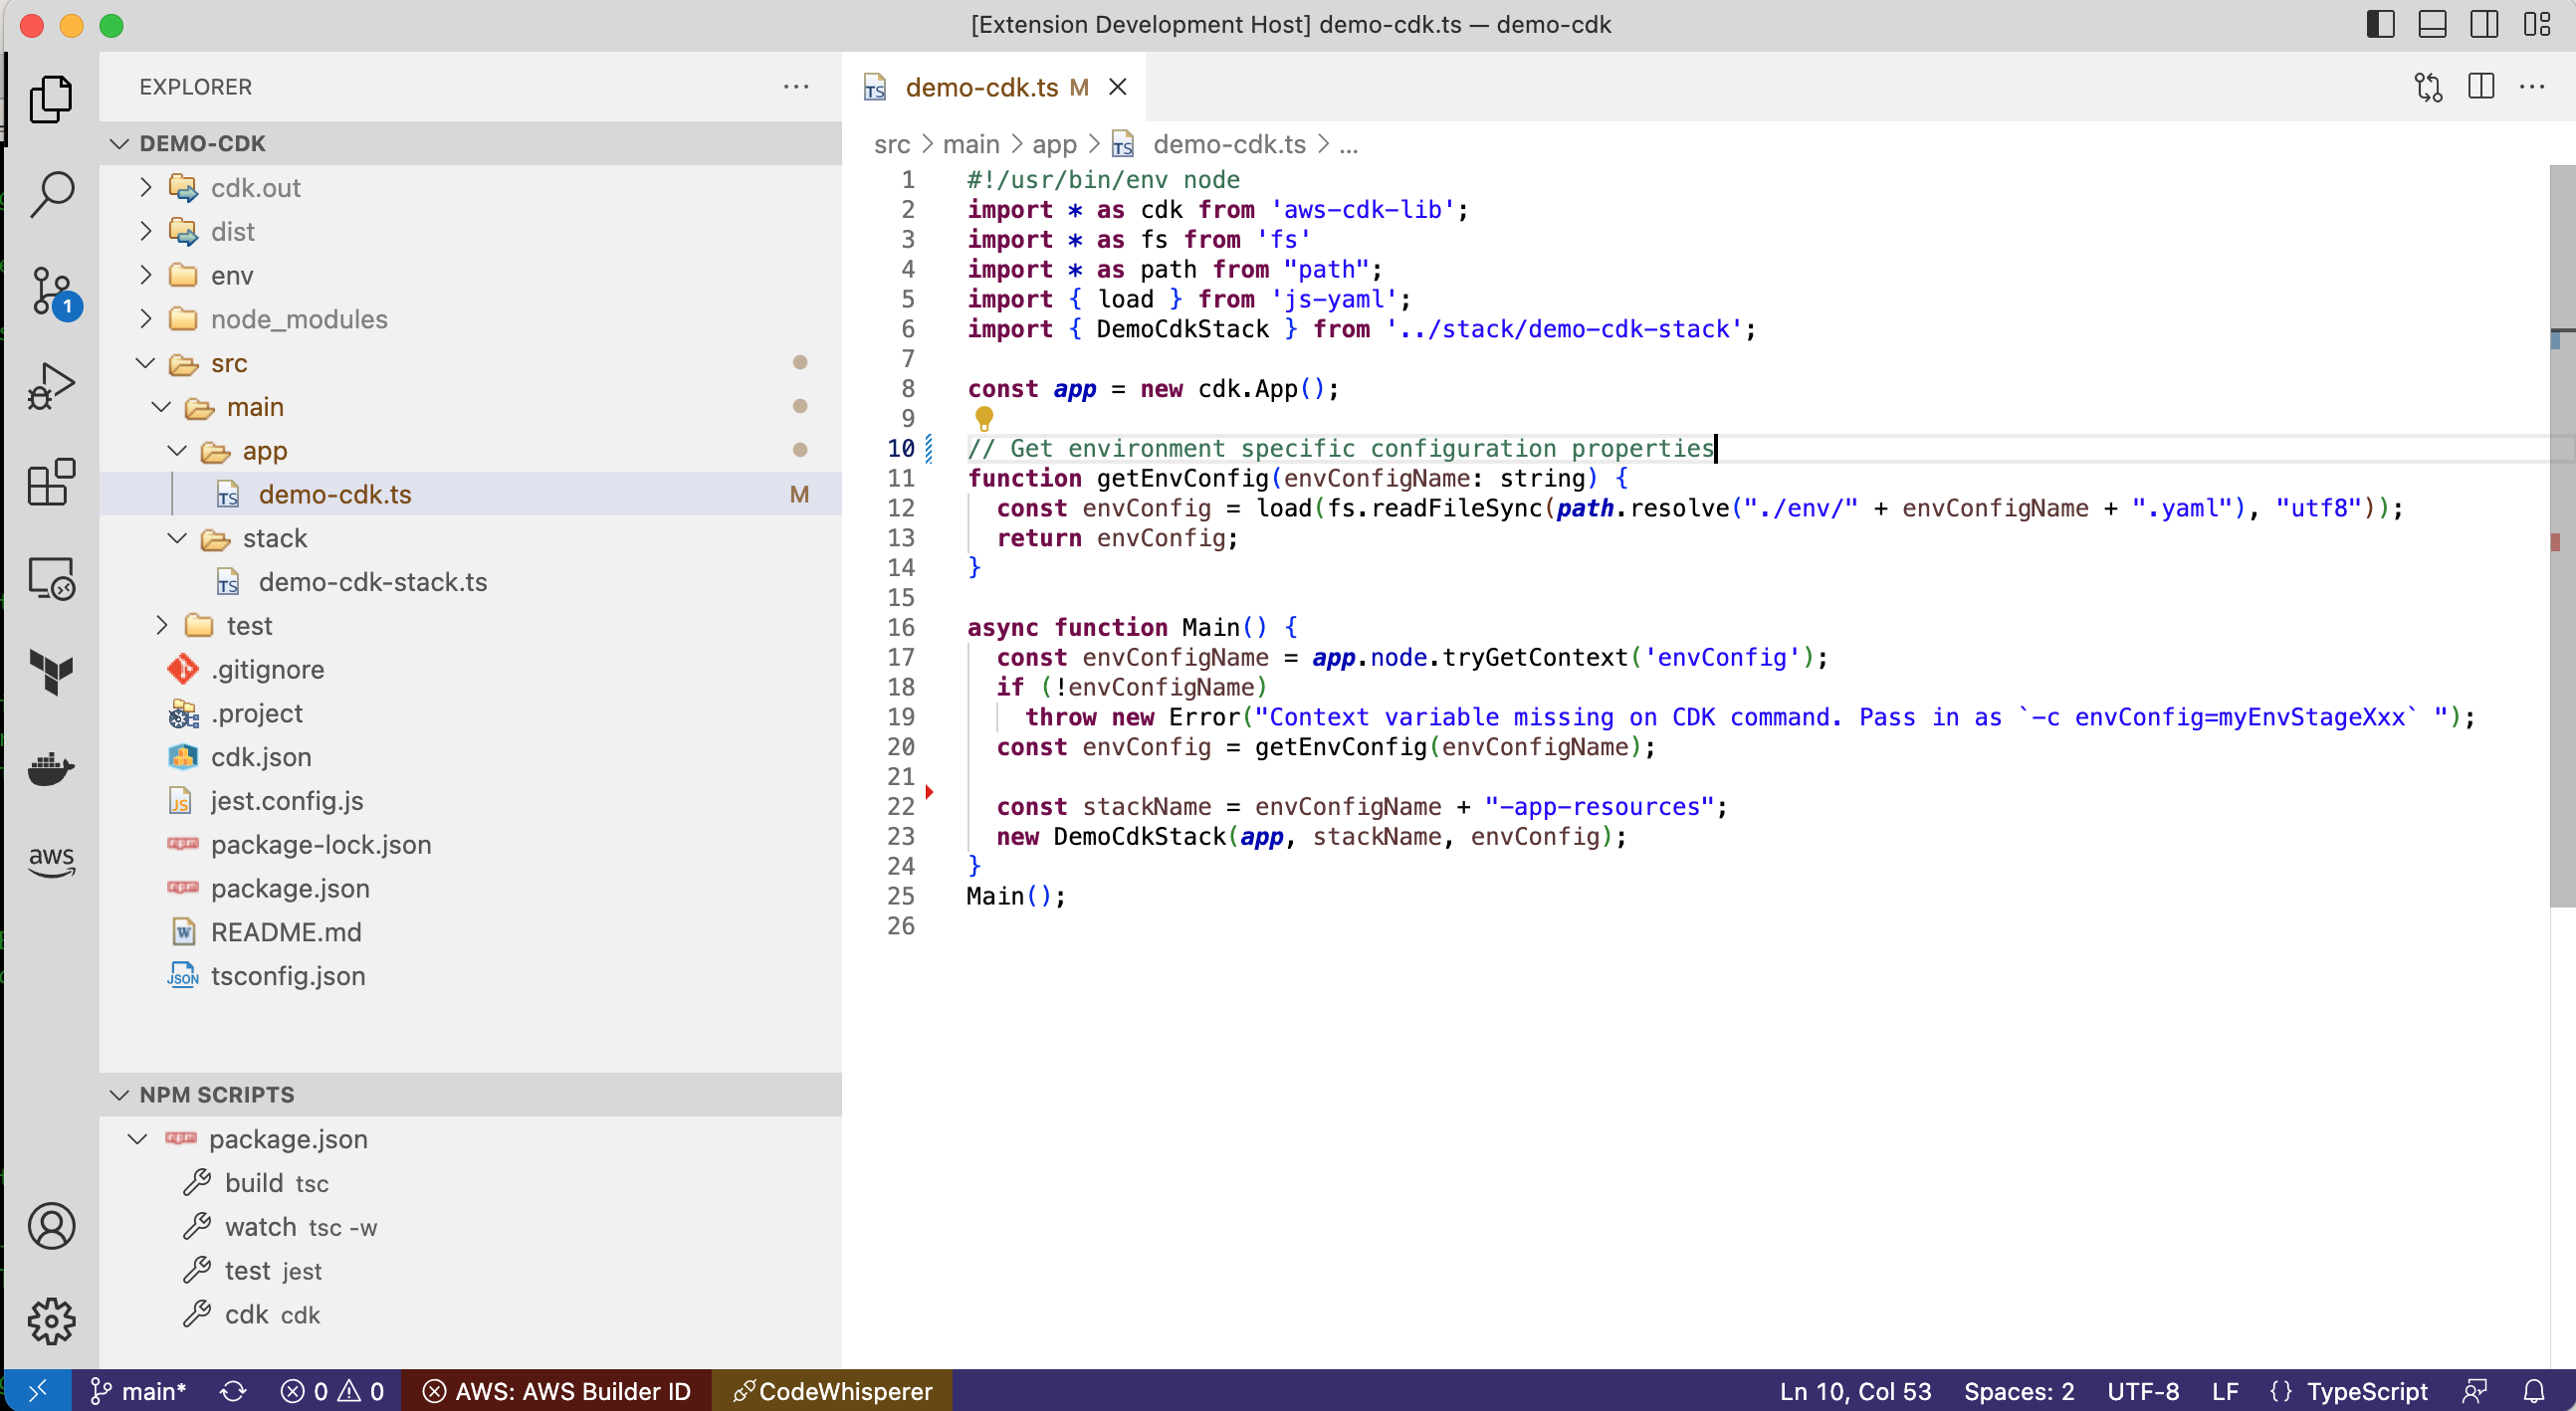 [Extension Development Host] demo-cdk.ts — demo-cdk
EXPLORER
DEMO-CDK
cdk.out
dist
env
node_modules
src
main
app
demo-cdk.ts M
stack
demo-cdk-stack.ts
test
.gitignore
.project
cdk.json
jest.config.js
package-lock.json
package.json
README.md
tsconfig.json
NPM SCRIPTS
package.json
build tsc
watch tsc -w
test jest
cdk cdk
1
aws
TS demo-cdk.ts M
src > main > app > TS demo-cdk.ts > ...
1 #!/usr/bin/env node
2 import * as cdk from 'aws-cdk-lib';
3 import * as fs from 'fs'
4 import * as path from "path";
5 import { load } from 'js-yaml';
6 import { DemoCdkStack } from '../stack/demo-cdk-stack';
7
8 const app = new cdk.App();
9
10 // Get environment specific configuration properties
11 function getEnvConfig(envConfigName: string) {
12 const envConfig = load(fs.readFileSync(path.resolve("./env/" + envConfigName + ".yaml"), "utf8"));
13 return envConfig;
14 }
15
16 async function Main() {
17 const envConfigName = app.node.tryGetContext('envConfig');
18 if (!envConfigName)
19 throw new Error("Context variable missing on CDK command. Pass in as `-c envConfig=myEnvStageXxx` ");
20 const envConfig = getEnvConfig(envConfigName);
21
22 const stackName = envConfigName + "-app-resources";
23 new DemoCdkStack(app, stackName, envConfig);
24 }
25 Main();
26
main* 0 0 AWS: AWS Builder ID CodeWhisperer Ln 10, Col 53 Spaces: 2 UTF-8 LF {} TypeScript